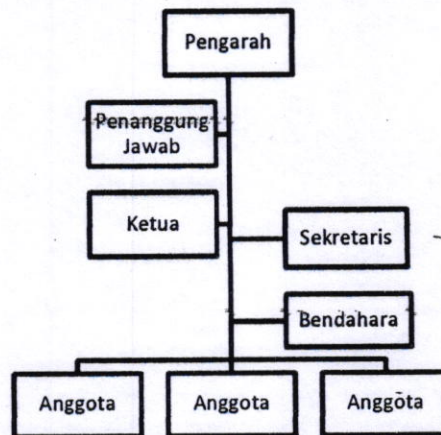 Pengarah
Penanggung
Jawab
Ketua
Sekretaris
Bendahara
Anggota
Anggota
Anggota